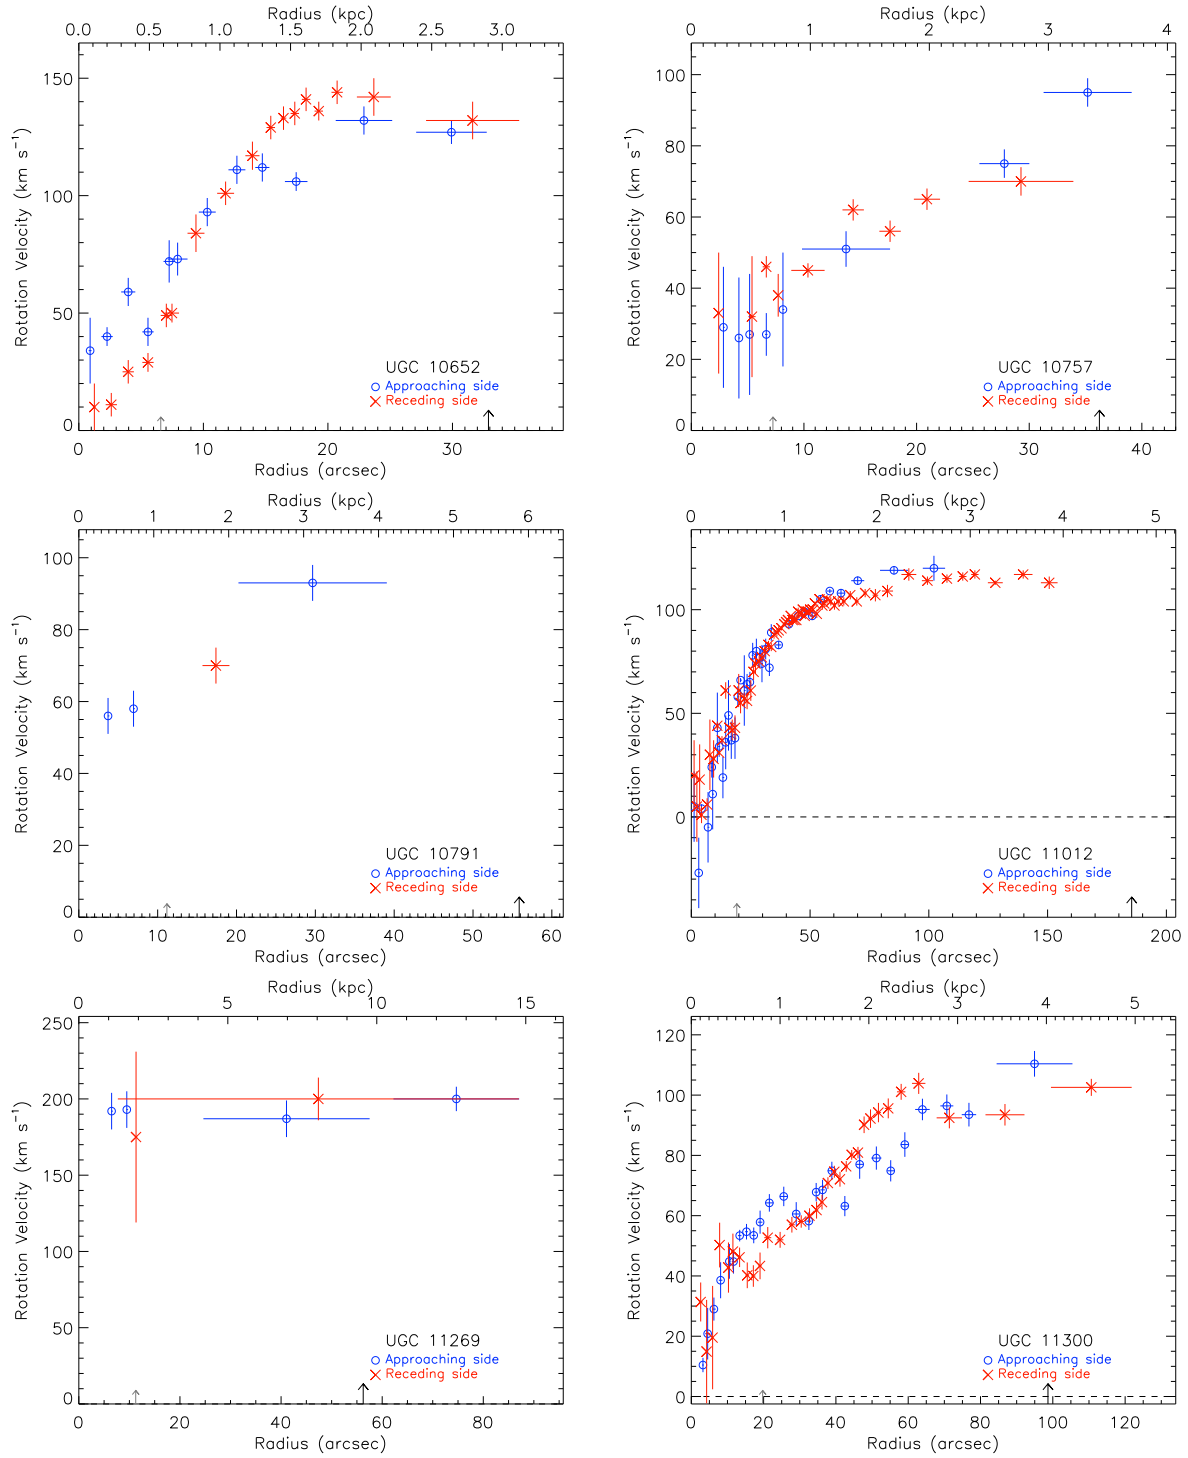 Radius (kpc)
0.0 0.5 1.0 1.5 2.0 2.5 3.0
Rotation Velocity (km s⁻¹)
150
100
50
0
UGC 10652
Approaching side
Receding side
0 10 20 30
Radius (arcsec)
Radius (kpc)
0 1 2 3 4
Rotation Velocity (km s⁻¹)
100
80
60
40
20
0
UGC 10757
Approaching side
Receding side
0 10 20 30 40
Radius (arcsec)
Radius (kpc)
0 1 2 3 4 5 6
Rotation Velocity (km s⁻¹)
100
80
60
40
20
0
UGC 10791
Approaching side
Receding side
0 10 20 30 40 50 60
Radius (arcsec)
Radius (kpc)
0 1 2 3 4 5
Rotation Velocity (km s⁻¹)
100
50
0
UGC 11012
Approaching side
Receding side
0 50 100 150 200
Radius (arcsec)
Radius (kpc)
0 5 10 15
Rotation Velocity (km s⁻¹)
250
200
150
100
50
0
UGC 11269
Approaching side
Receding side
0 20 40 60 80
Radius (arcsec)
Radius (kpc)
0 1 2 3 4 5
Rotation Velocity (km s⁻¹)
120
100
80
60
40
20
0
UGC 11300
Approaching side
Receding side
0 20 40 60 80 100 120
Radius (arcsec)